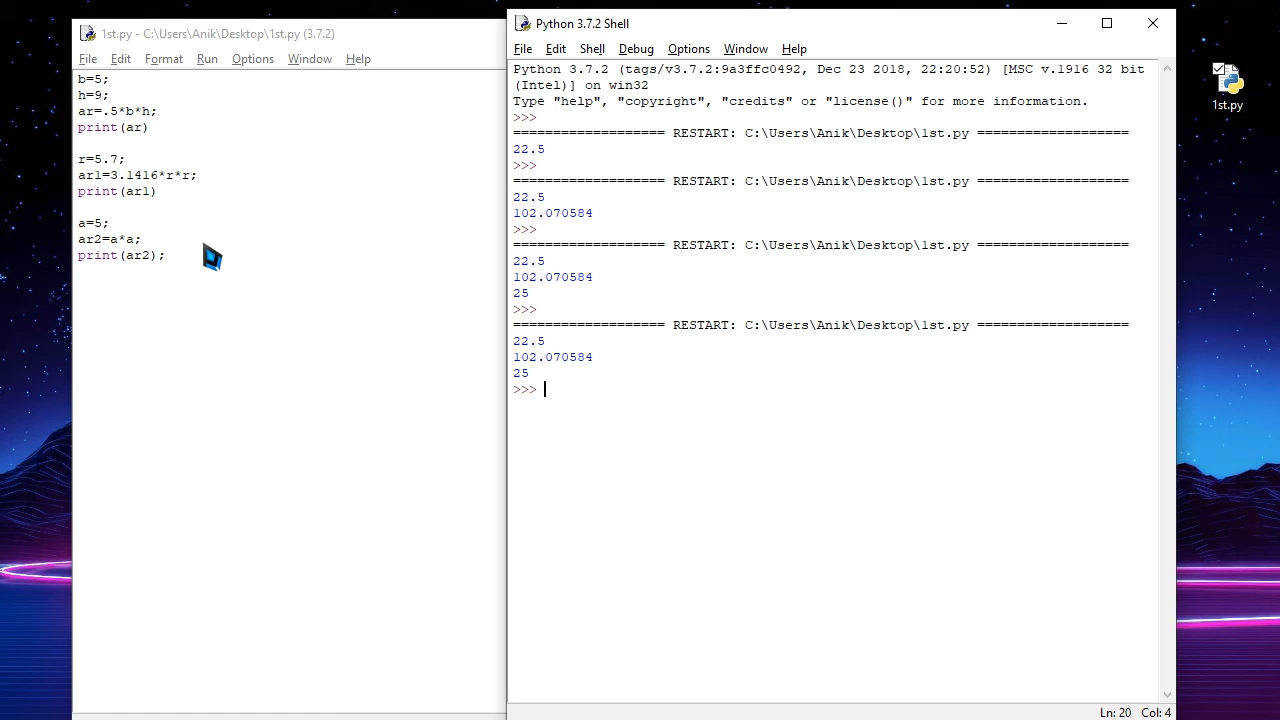 1st.py - C:\Users\Anik\Desktop\1st.py (3.7.2)
File Edit Format Run Options Window Help
b=5;
h=9;
ar=.5*b*h;
print(ar)
r=5.7;
ar1=3.1416*r*r;
print(ar1)
a=5;
ar2=a*a;
print(ar2);
Python 3.7.2 Shell
File Edit Shell Debug Options Window Help
Python 3.7.2 (tags/v3.7.2:9a3ffc0492, Dec 23 2018, 22:20:52) [MSC v.1916 32 bit
(Intel)] on win32
Type "help", "copyright", "credits" or "license()" for more information.
>>>
=================== RESTART: C:\Users\Anik\Desktop\1st.py ===================
22.5
>>>
=================== RESTART: C:\Users\Anik\Desktop\1st.py ===================
22.5
102.070584
>>>
=================== RESTART: C:\Users\Anik\Desktop\1st.py ===================
22.5
102.070584
25
>>>
=================== RESTART: C:\Users\Anik\Desktop\1st.py ===================
22.5
102.070584
25
>>>
Ln: 20 Col: 4
1st.py